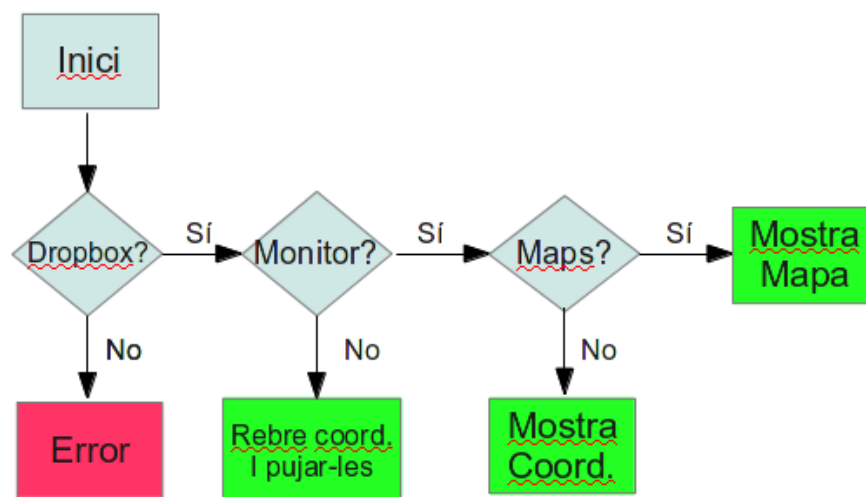 Inici
Dropbox?
Sí
Monitor?
Sí
Maps?
Sí
Mostra
Mapa
No
No
No
Error
Rebre coord.
I pujar-les
Mostra
Coord.